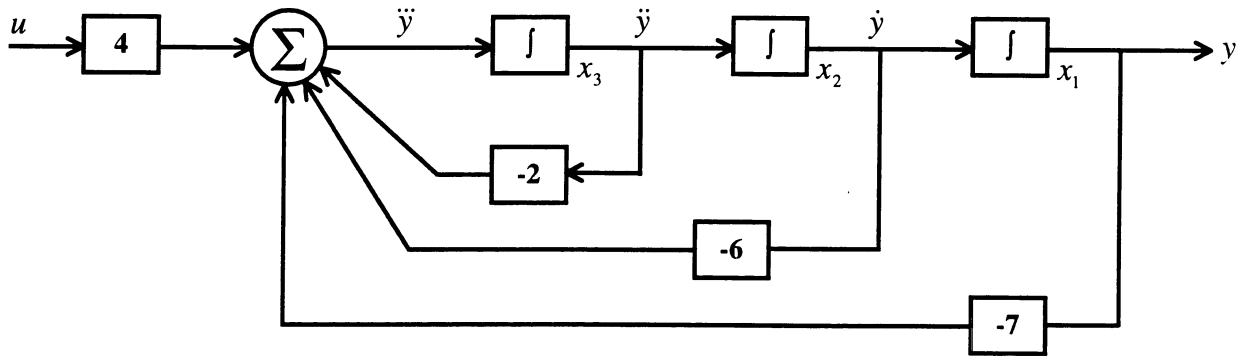 u
4
Σ
y⃛
∫
ÿ
x₃
∫
ẏ
x₂
∫
x₁
y
-2
-6
-7